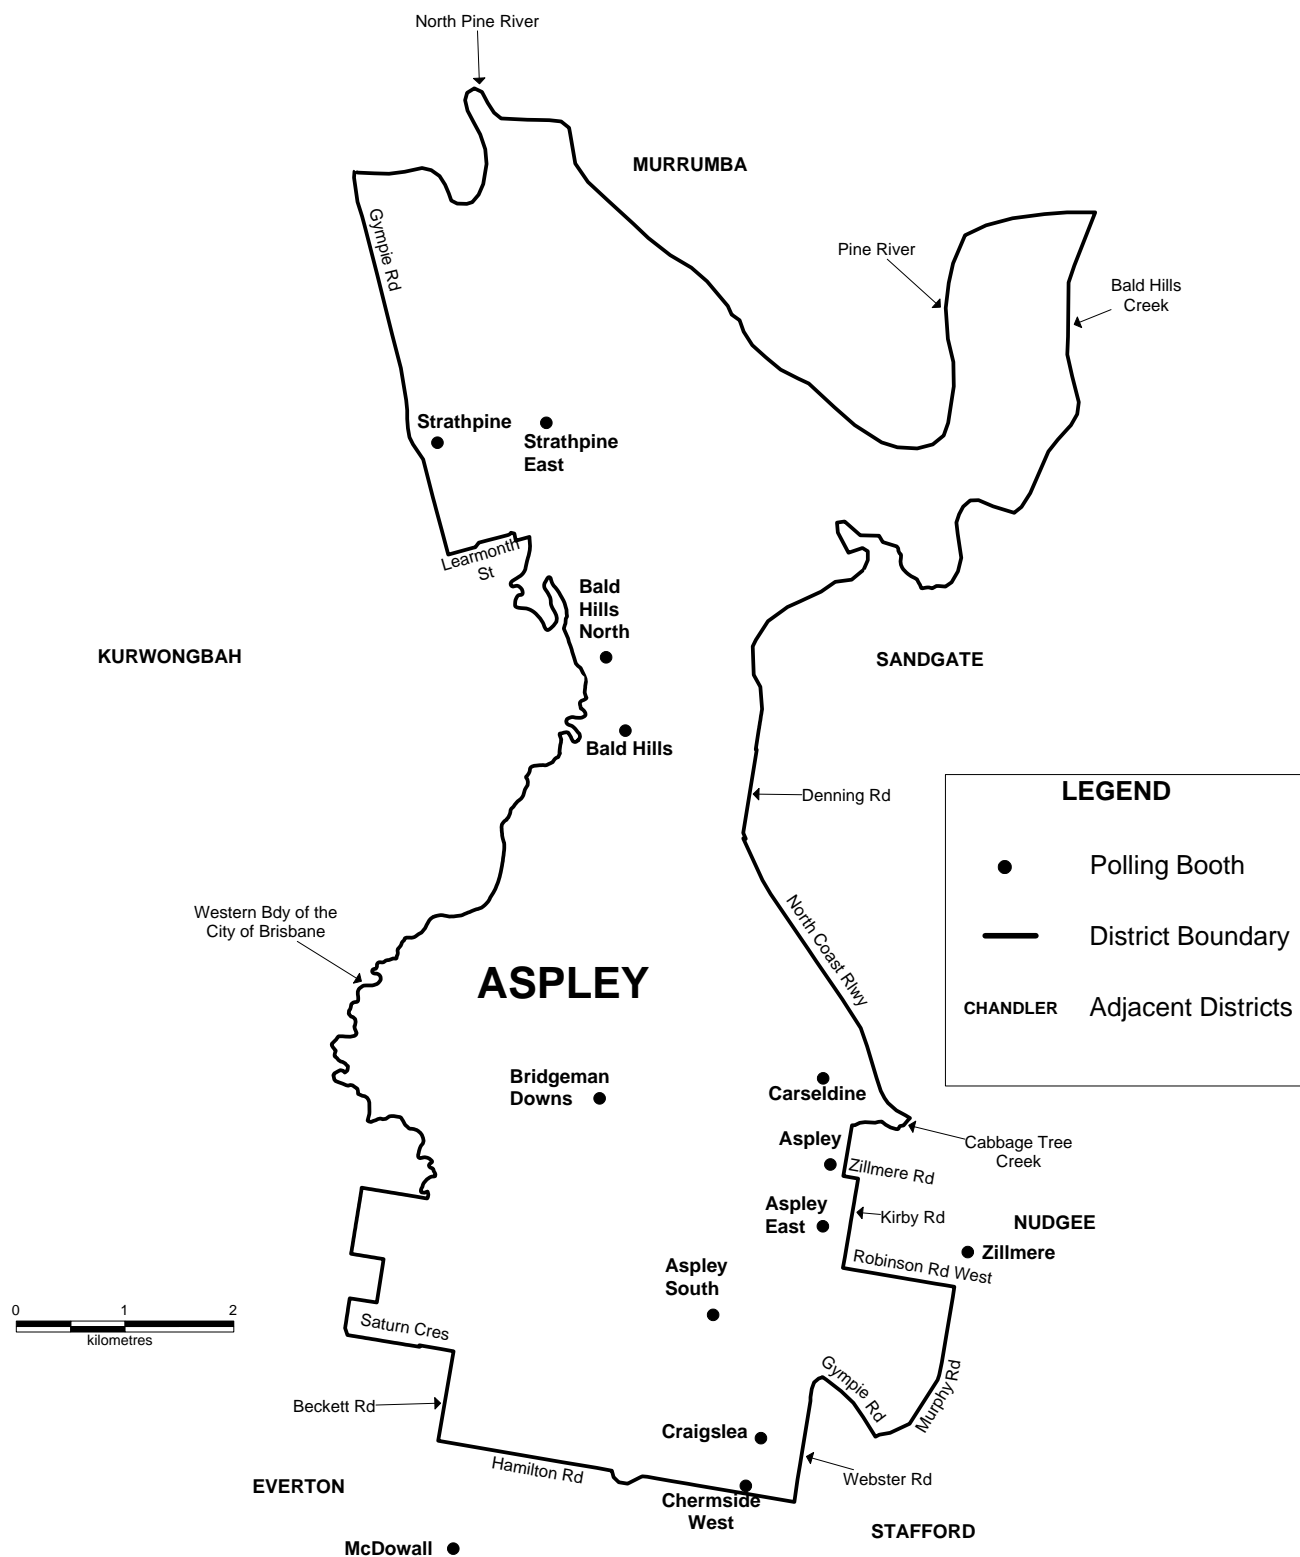 North Pine River
MURRUMBA
Gympie Rd
Pine River
Bald Hills
Creek
Strathpine
Strathpine
East
Learmonth
St
Bald
Hills
North
KURWONGBAH
SANDGATE
Bald Hills
Denning Rd
LEGEND
Polling Booth
District Boundary
CHANDLER Adjacent Districts
Western Bdy of the
City of Brisbane
North Coast Rlwy
ASPLEY
Bridgeman
Downs
Carseldine
Cabbage Tree
Creek
Aspley
Zillmere Rd
Aspley
East
Kirby Rd
NUDGEE
Zillmere
Robinson Rd West
Aspley
South
0 1 2
kilometres
Saturn Cres
Gympie Rd
Murphy Rd
Beckett Rd
Craigslea
Hamilton Rd
Webster Rd
EVERTON
Chermside
West
STAFFORD
McDowall